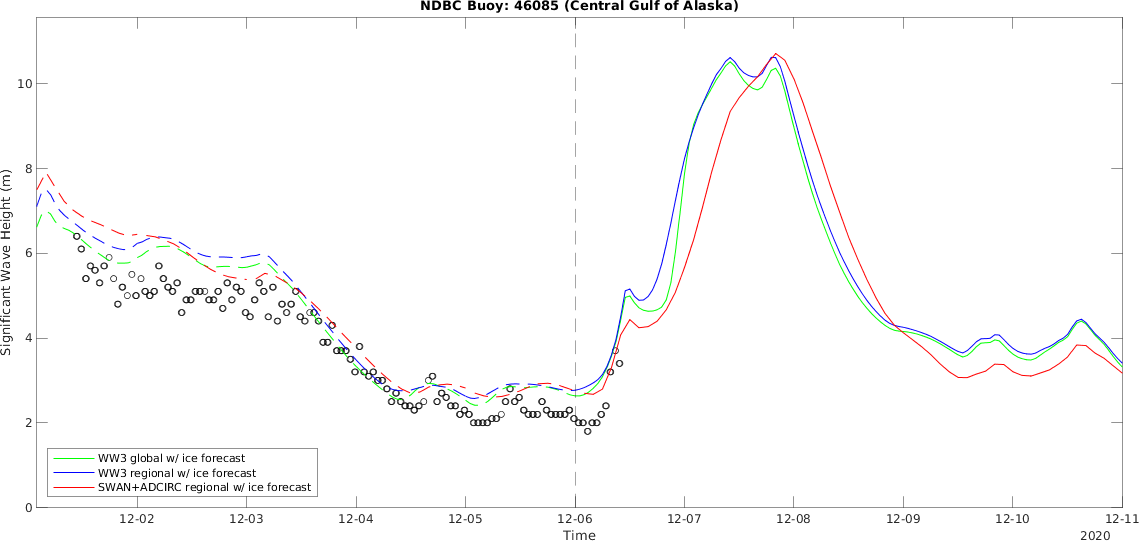 NDBC Buoy: 46085 (Central Gulf of Alaska)
Significant Wave Height (m)
10
8
6
4
2
0
WW3 global w/ ice forecast
WW3 regional w/ ice forecast
SWAN+ADCIRC regional w/ ice forecast
12-02 12-03 12-04 12-05 12-06 12-07 12-08 12-09 12-10 12-11
Time
2020